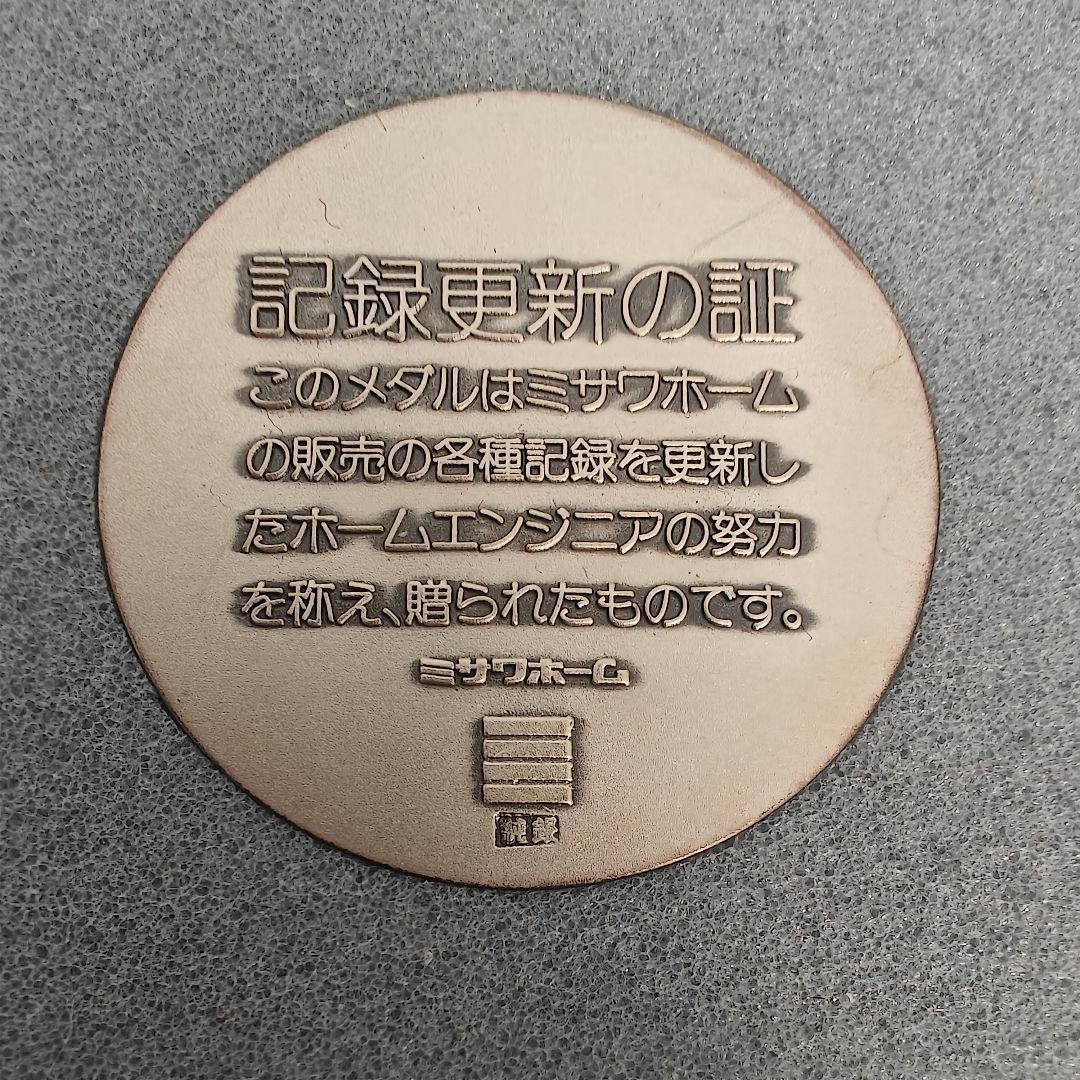 記録更新の証
このメダルはミサワホーム
の販売の各種記録を更新し
たホームエンジニアの努力
を称え、贈られたものです。
ミサワホーム
純銀